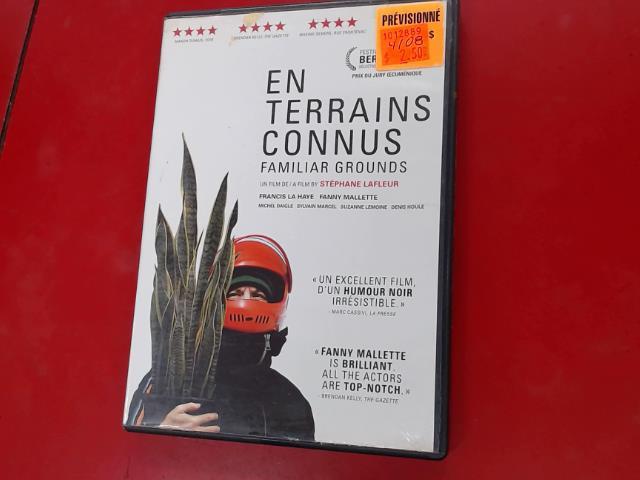 PRÉVISIONNÉ
1012869
4108
$ 2.50
★★★★ ★★★★ ★★★★
PRIX DU JURY ŒCUMÉNIQUE
EN
TERRAINS
CONNUS
FAMILIAR GROUNDS
UN FILM DE / A FILM BY STÉPHANE LAFLEUR
FRANCIS LA HAYE FANNY MALLETTE
MICHEL DAIGLE SYLVAIN MARCEL SUZANNE LEMOINE DENIS HOULE
« UN EXCELLENT FILM,
D'UN HUMOUR NOIR
IRRÉSISTIBLE. »
- MARC CASSIVI, LA PRESSE
« FANNY MALLETTE
IS BRILLIANT.
ALL THE ACTORS
ARE TOP-NOTCH. »
- BRENDAN KELLY, THE GAZETTE